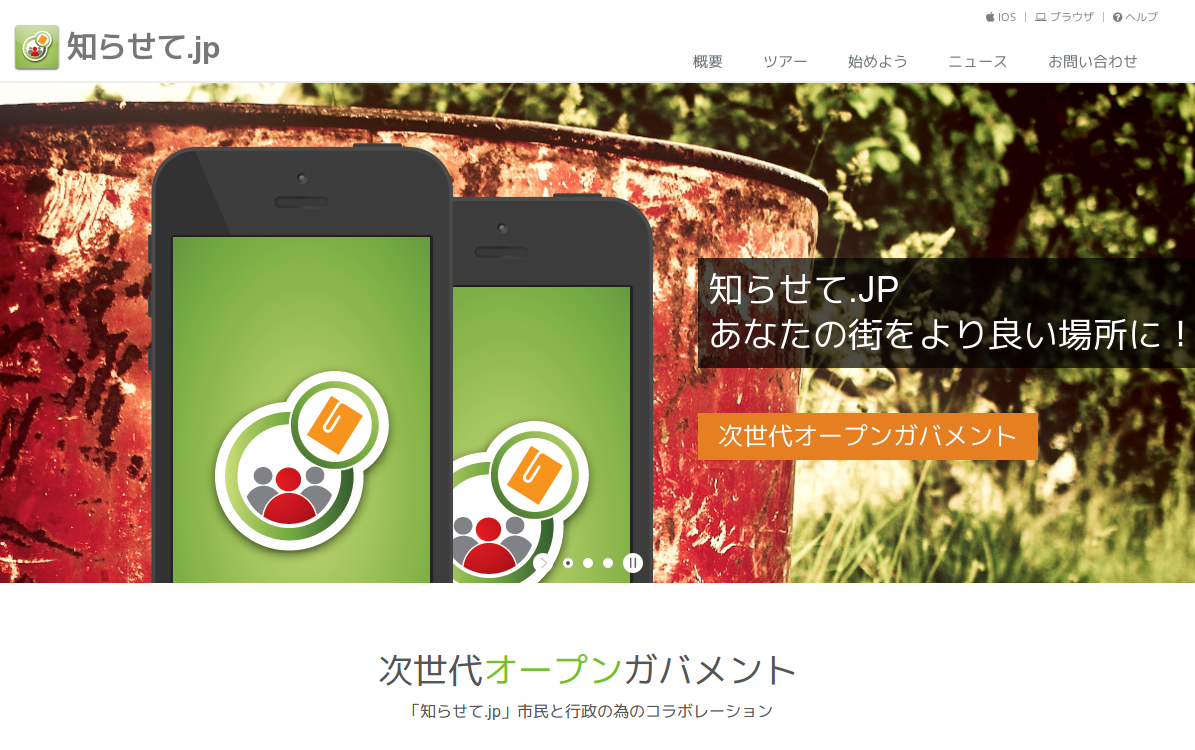 IOS | ブラウザ | ヘルプ
知らせて.jp
概要 ツアー 始めよう ニュース お問い合わせ
知らせて.JP
あなたの街をより良い場所に！
次世代オープンガバメント
次世代オープンガバメント
「知らせて.jp」市民と行政の為のコラボレーション